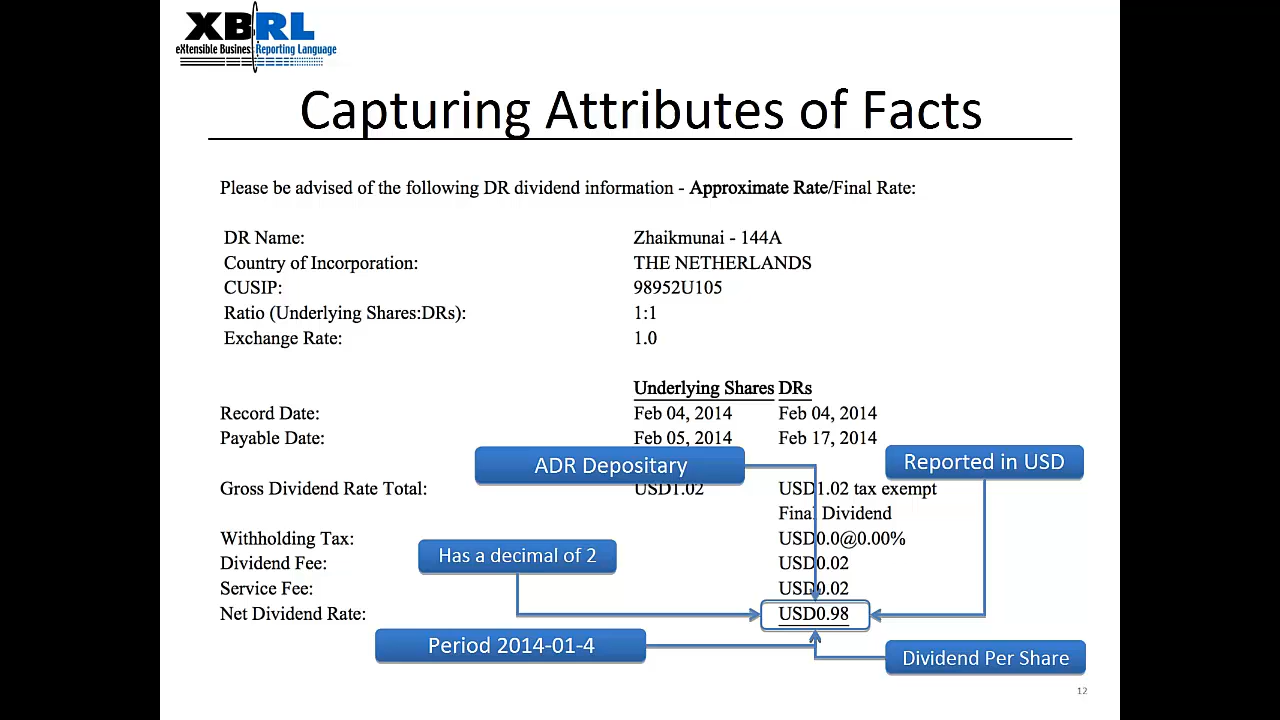 XBRL
eXtensible Business Reporting Language
Capturing Attributes of Facts
Please be advised of the following DR dividend information - Approximate Rate/Final Rate:
DR Name: Zhaikmunai - 144A
Country of Incorporation: THE NETHERLANDS
CUSIP: 98952U105
Ratio (Underlying Shares:DRs): 1:1
Exchange Rate: 1.0
Underlying Shares DRs
Record Date: Feb 04, 2014 Feb 04, 2014
Payable Date: Feb 05, 2014 Feb 17, 2014
ADR Depositary Reported in USD
Gross Dividend Rate Total: USD1.02 USD1.02 tax exempt
Final Dividend
Withholding Tax: USD0.0@0.00%
Has a decimal of 2
Dividend Fee: USD0.02
Service Fee: USD0.02
Net Dividend Rate: USD0.98
Period 2014-01-4 Dividend Per Share
12